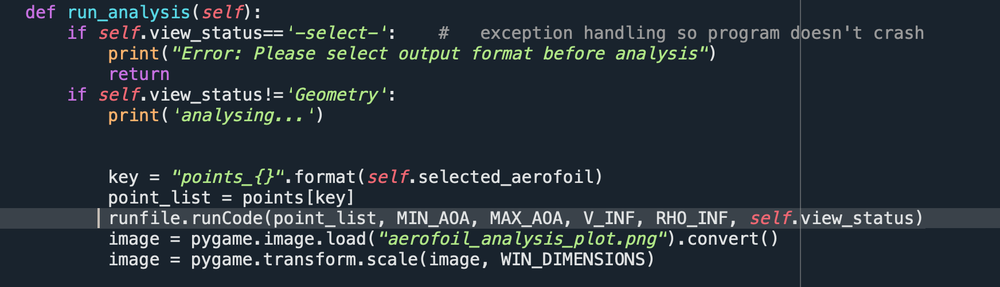 def run_analysis(self):
    if self.view_status=='-select-':    #   exception handling so program doesn't crash
        print("Error: Please select output format before analysis")
        return
    if self.view_status!='Geometry':
        print('analysing...')
        key = "points_{}".format(self.selected_aerofoil)
        point_list = points[key]
        runfile.runCode(point_list, MIN_AOA, MAX_AOA, V_INF, RHO_INF, self.view_status)
        image = pygame.image.load("aerofoil_analysis_plot.png").convert()
        image = pygame.transform.scale(image, WIN_DIMENSIONS)